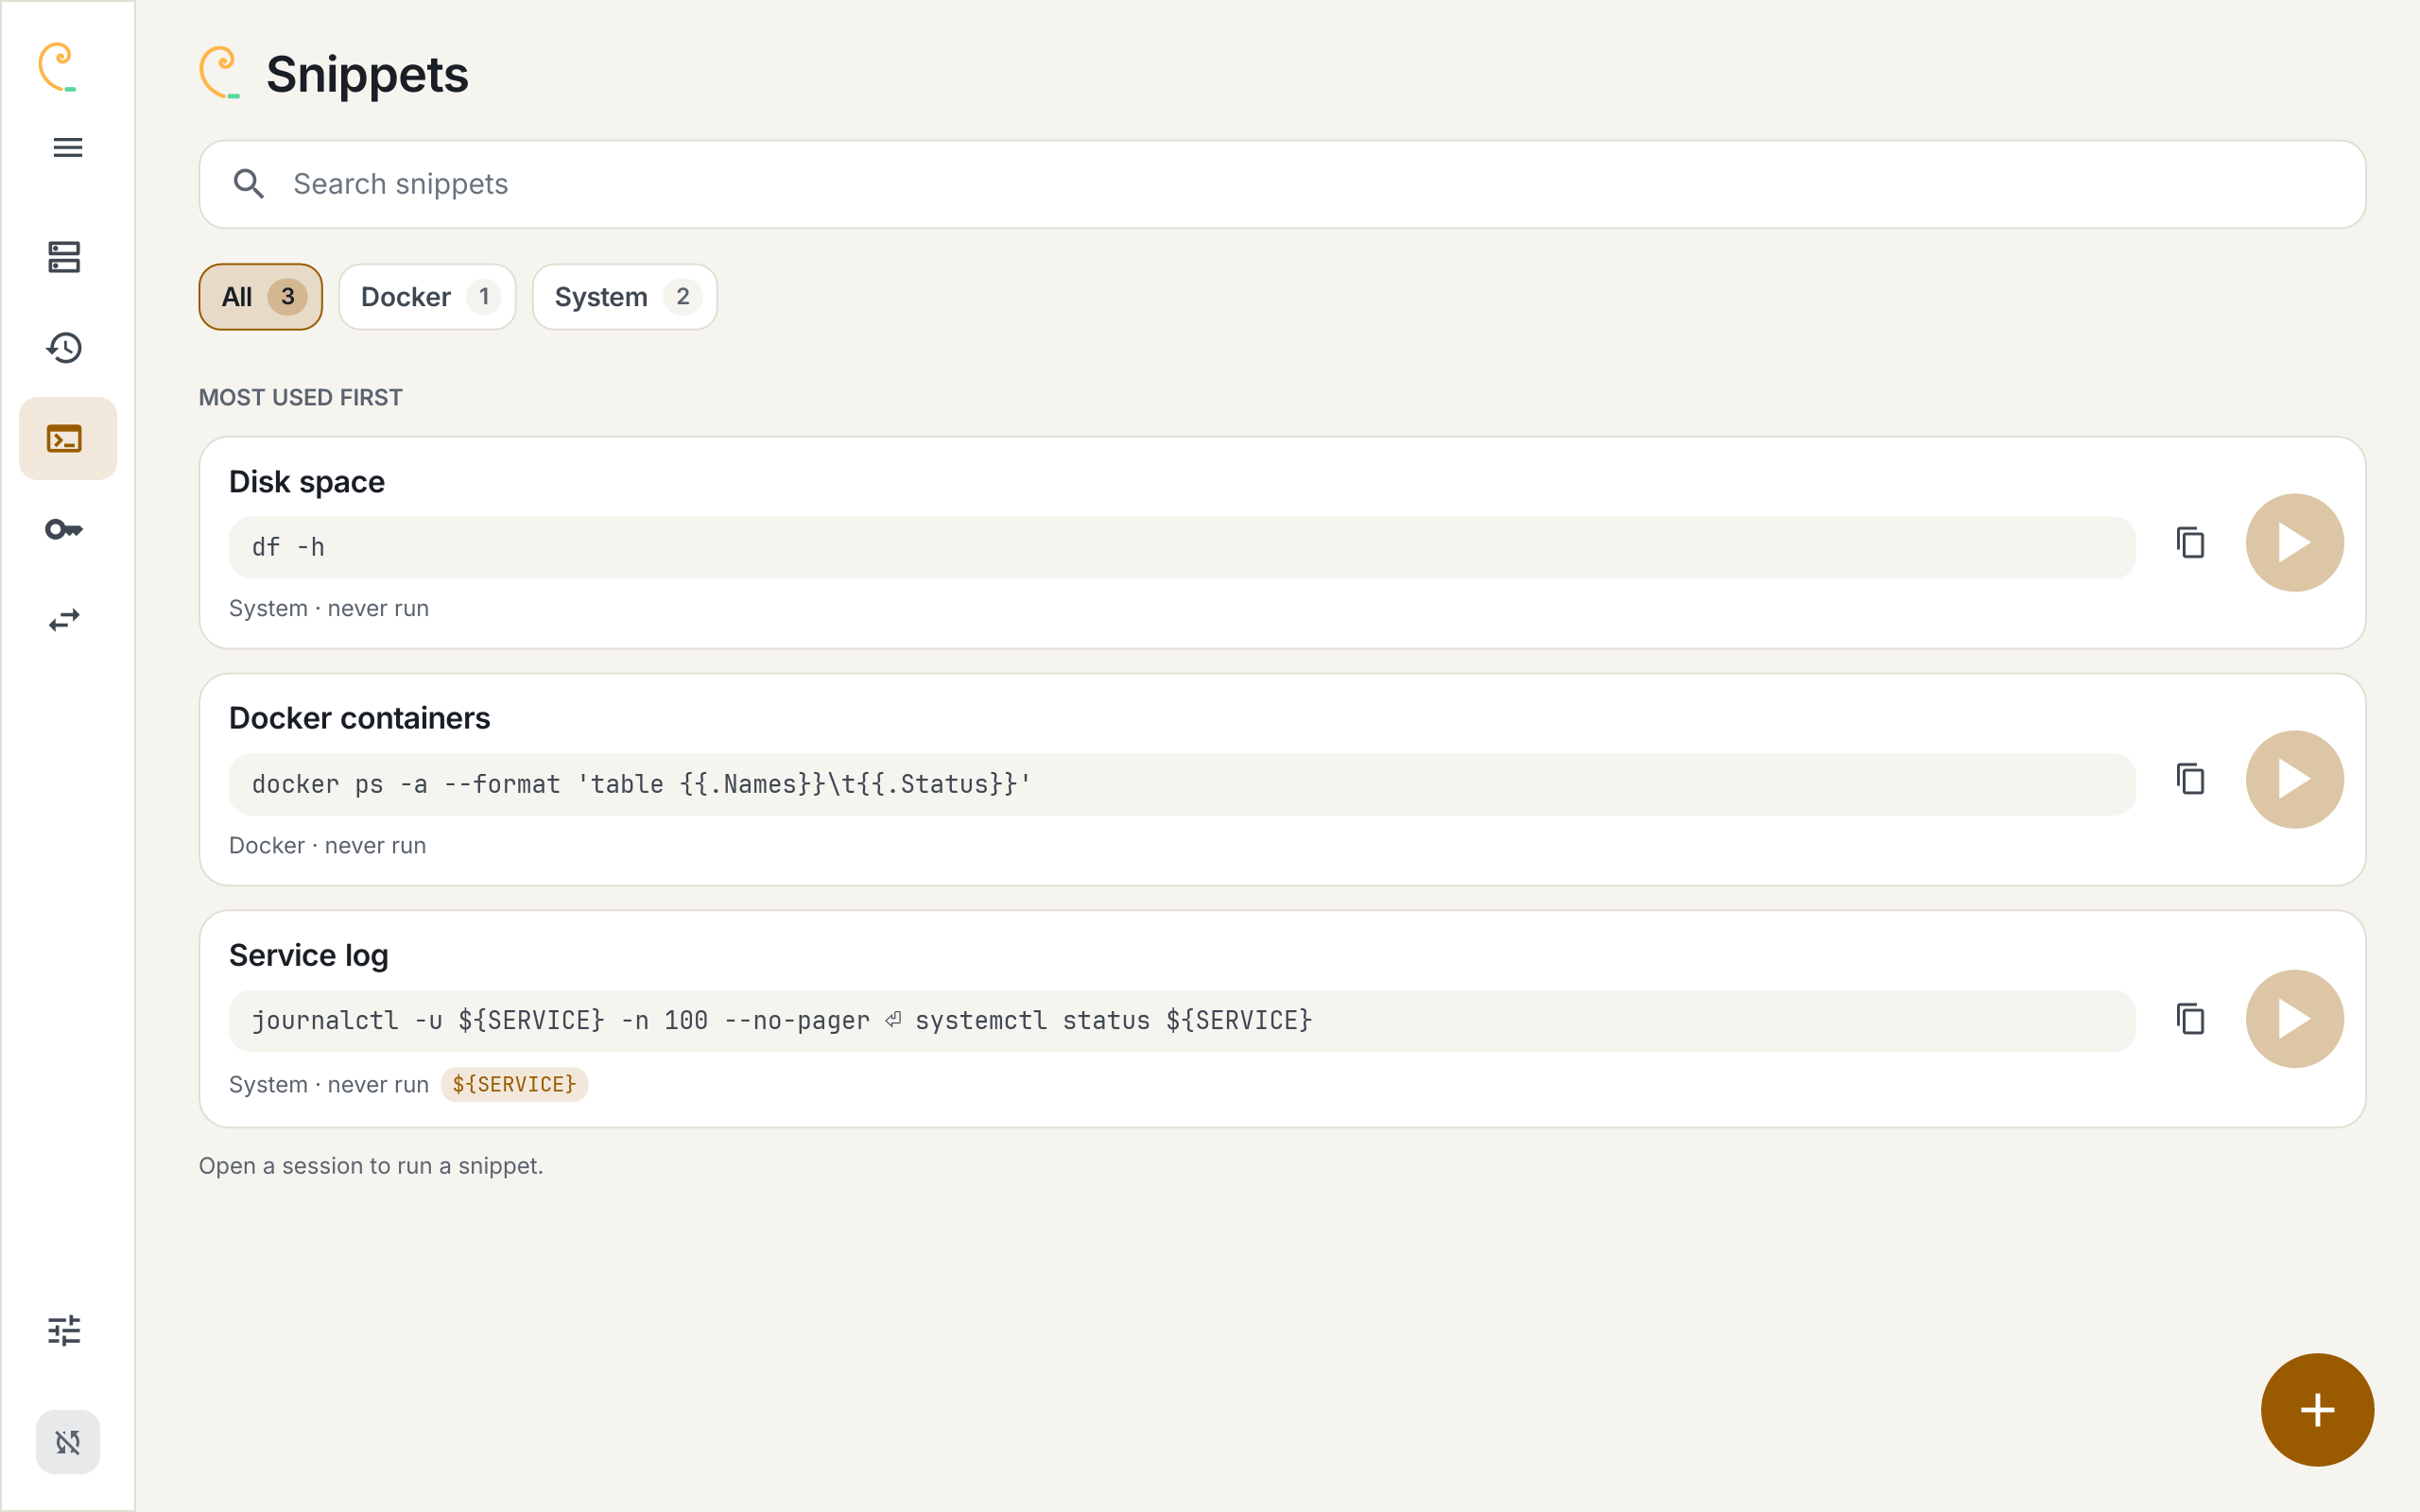 Snippets
Search snippets
All 3
Docker 1
System 2
MOST USED FIRST
Disk space
df -h
System · never run
Docker containers
docker ps -a --format 'table {{.Names}}\t{{.Status}}'
Docker · never run
Service log
journalctl -u ${SERVICE} -n 100 --no-pager ⏎ systemctl status ${SERVICE}
System · never run ${SERVICE}
Open a session to run a snippet.